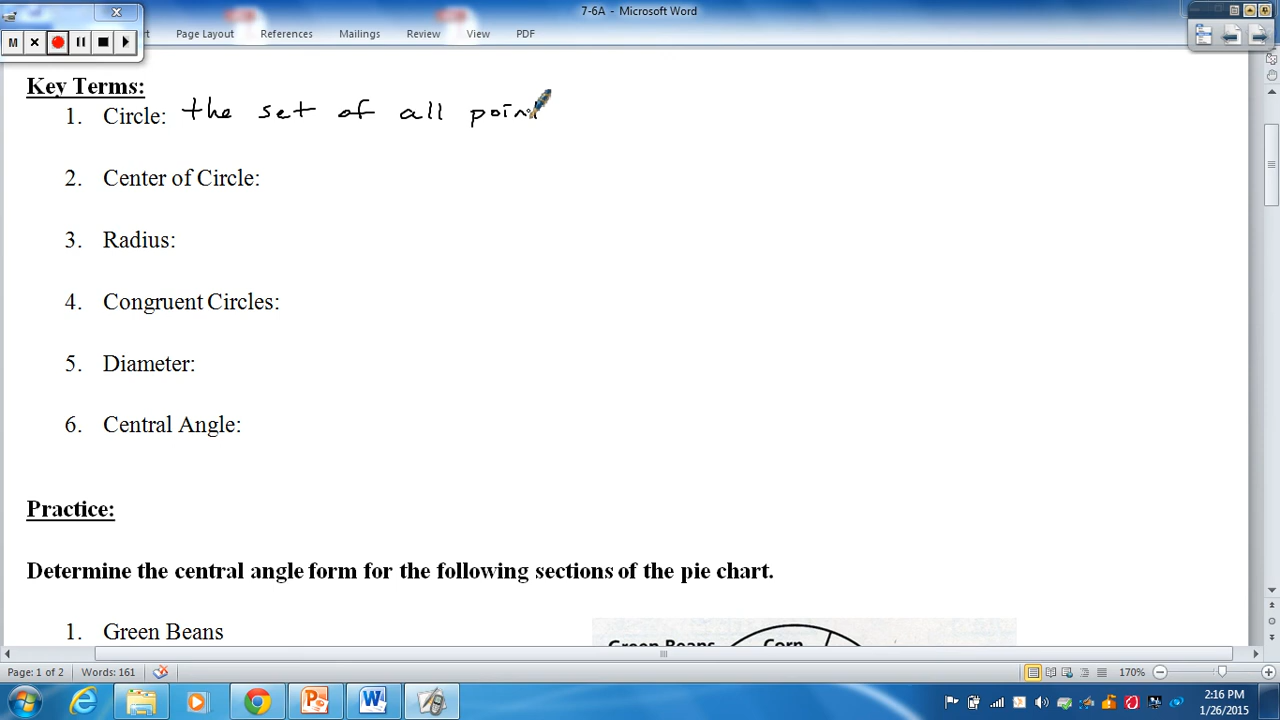 7-6A - Microsoft Word
M
Page Layout References Mailings Review View PDF
Key Terms:
1. Circle: the set of all point
2. Center of Circle:
3. Radius:
4. Congruent Circles:
5. Diameter:
6. Central Angle:
Practice:
Determine the central angle form for the following sections of the pie chart.
1. Green Beans
Green Beans Corn
Page: 1 of 2 Words: 161 170%
2:16 PM
1/26/2015